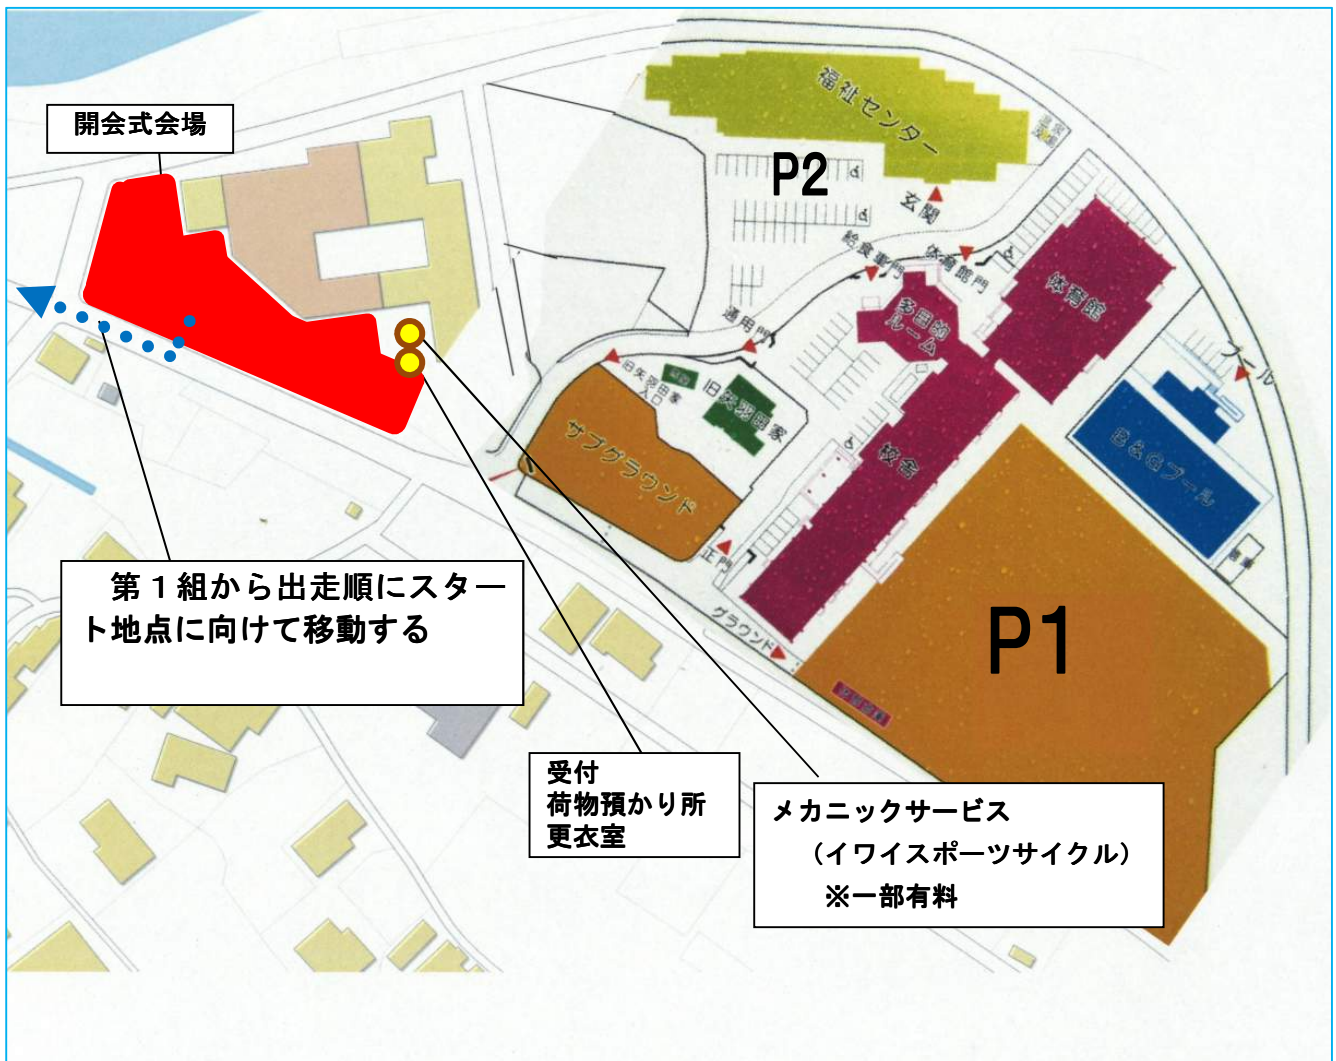 開会式会場
福祉センター
P2
玄関
給食車門
体育館門
体育館
多目的
ルーム
通用門
プール
旧矢羽田家
入口
旧矢羽田家
B&Gプール
サブグラウンド
校舎
正門
第1組から出走順にスター
ト地点に向けて移動する
グラウンド
P1
受付
荷物預かり所
更衣室
メカニックサービス
(イワイスポーツサイクル)
※一部有料